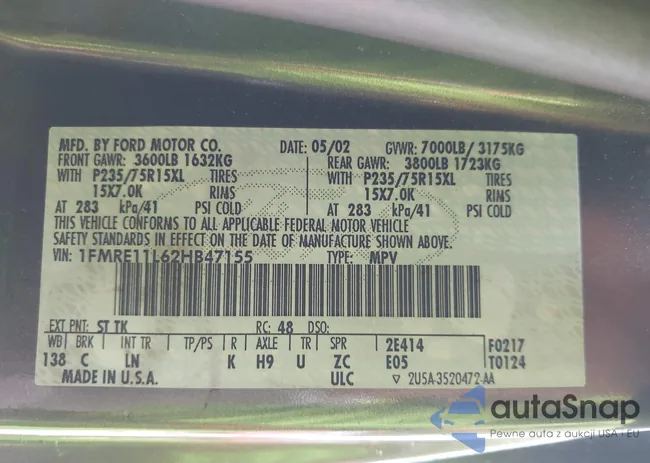 MFD. BY FORD MOTOR CO. DATE: 05/02 GVWR: 7000LB/ 3175KG
FRONT GAWR: 3600LB 1632KG REAR GAWR: 3800LB 1723KG
WITH P235/75R15XL TIRES WITH P235/75R15XL TIRES
15X7.0K RIMS 15X7.0K RIMS
AT 283 kPa/41 PSI COLD AT 283 kPa/41 PSI COLD
THIS VEHICLE CONFORMS TO ALL APPLICABLE FEDERAL MOTOR VEHICLE
SAFETY STANDARDS IN EFFECT ON THE DATE OF MANUFACTURE SHOWN ABOVE.
VIN: 1FMRE11L62HB47155 TYPE: MPV
EXT PNT: ST TK RC: 48 DSO:
WB BRK INT TR TP/PS R AXLE TR SPR 2E414 F0217
138 C LN K H9 U ZC E05 T0124
MADE IN U.S.A. ULC ▽ 2U5A-3520472-AA
autaSnap
Pewne auta z aukcji USA i EU